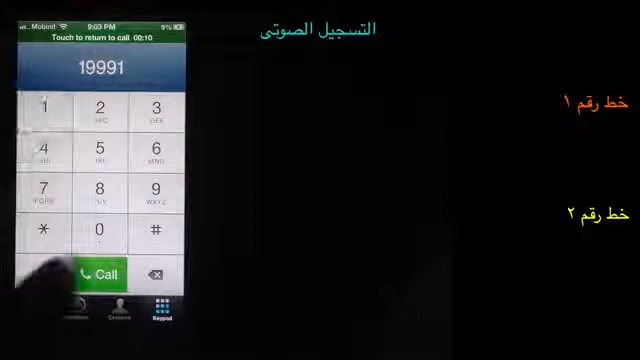 Mobinil 9:03 PM 9%
Touch to return to call 00:10
19991
1 2 3
ABC DEF
4 5 6
GHI JKL MNO
7 8 9
PQRS TUV WXYZ
* 0 #
+
Call
Contacts Keypad
التسجيل الصوتى
خط رقم ١
خط رقم ٢